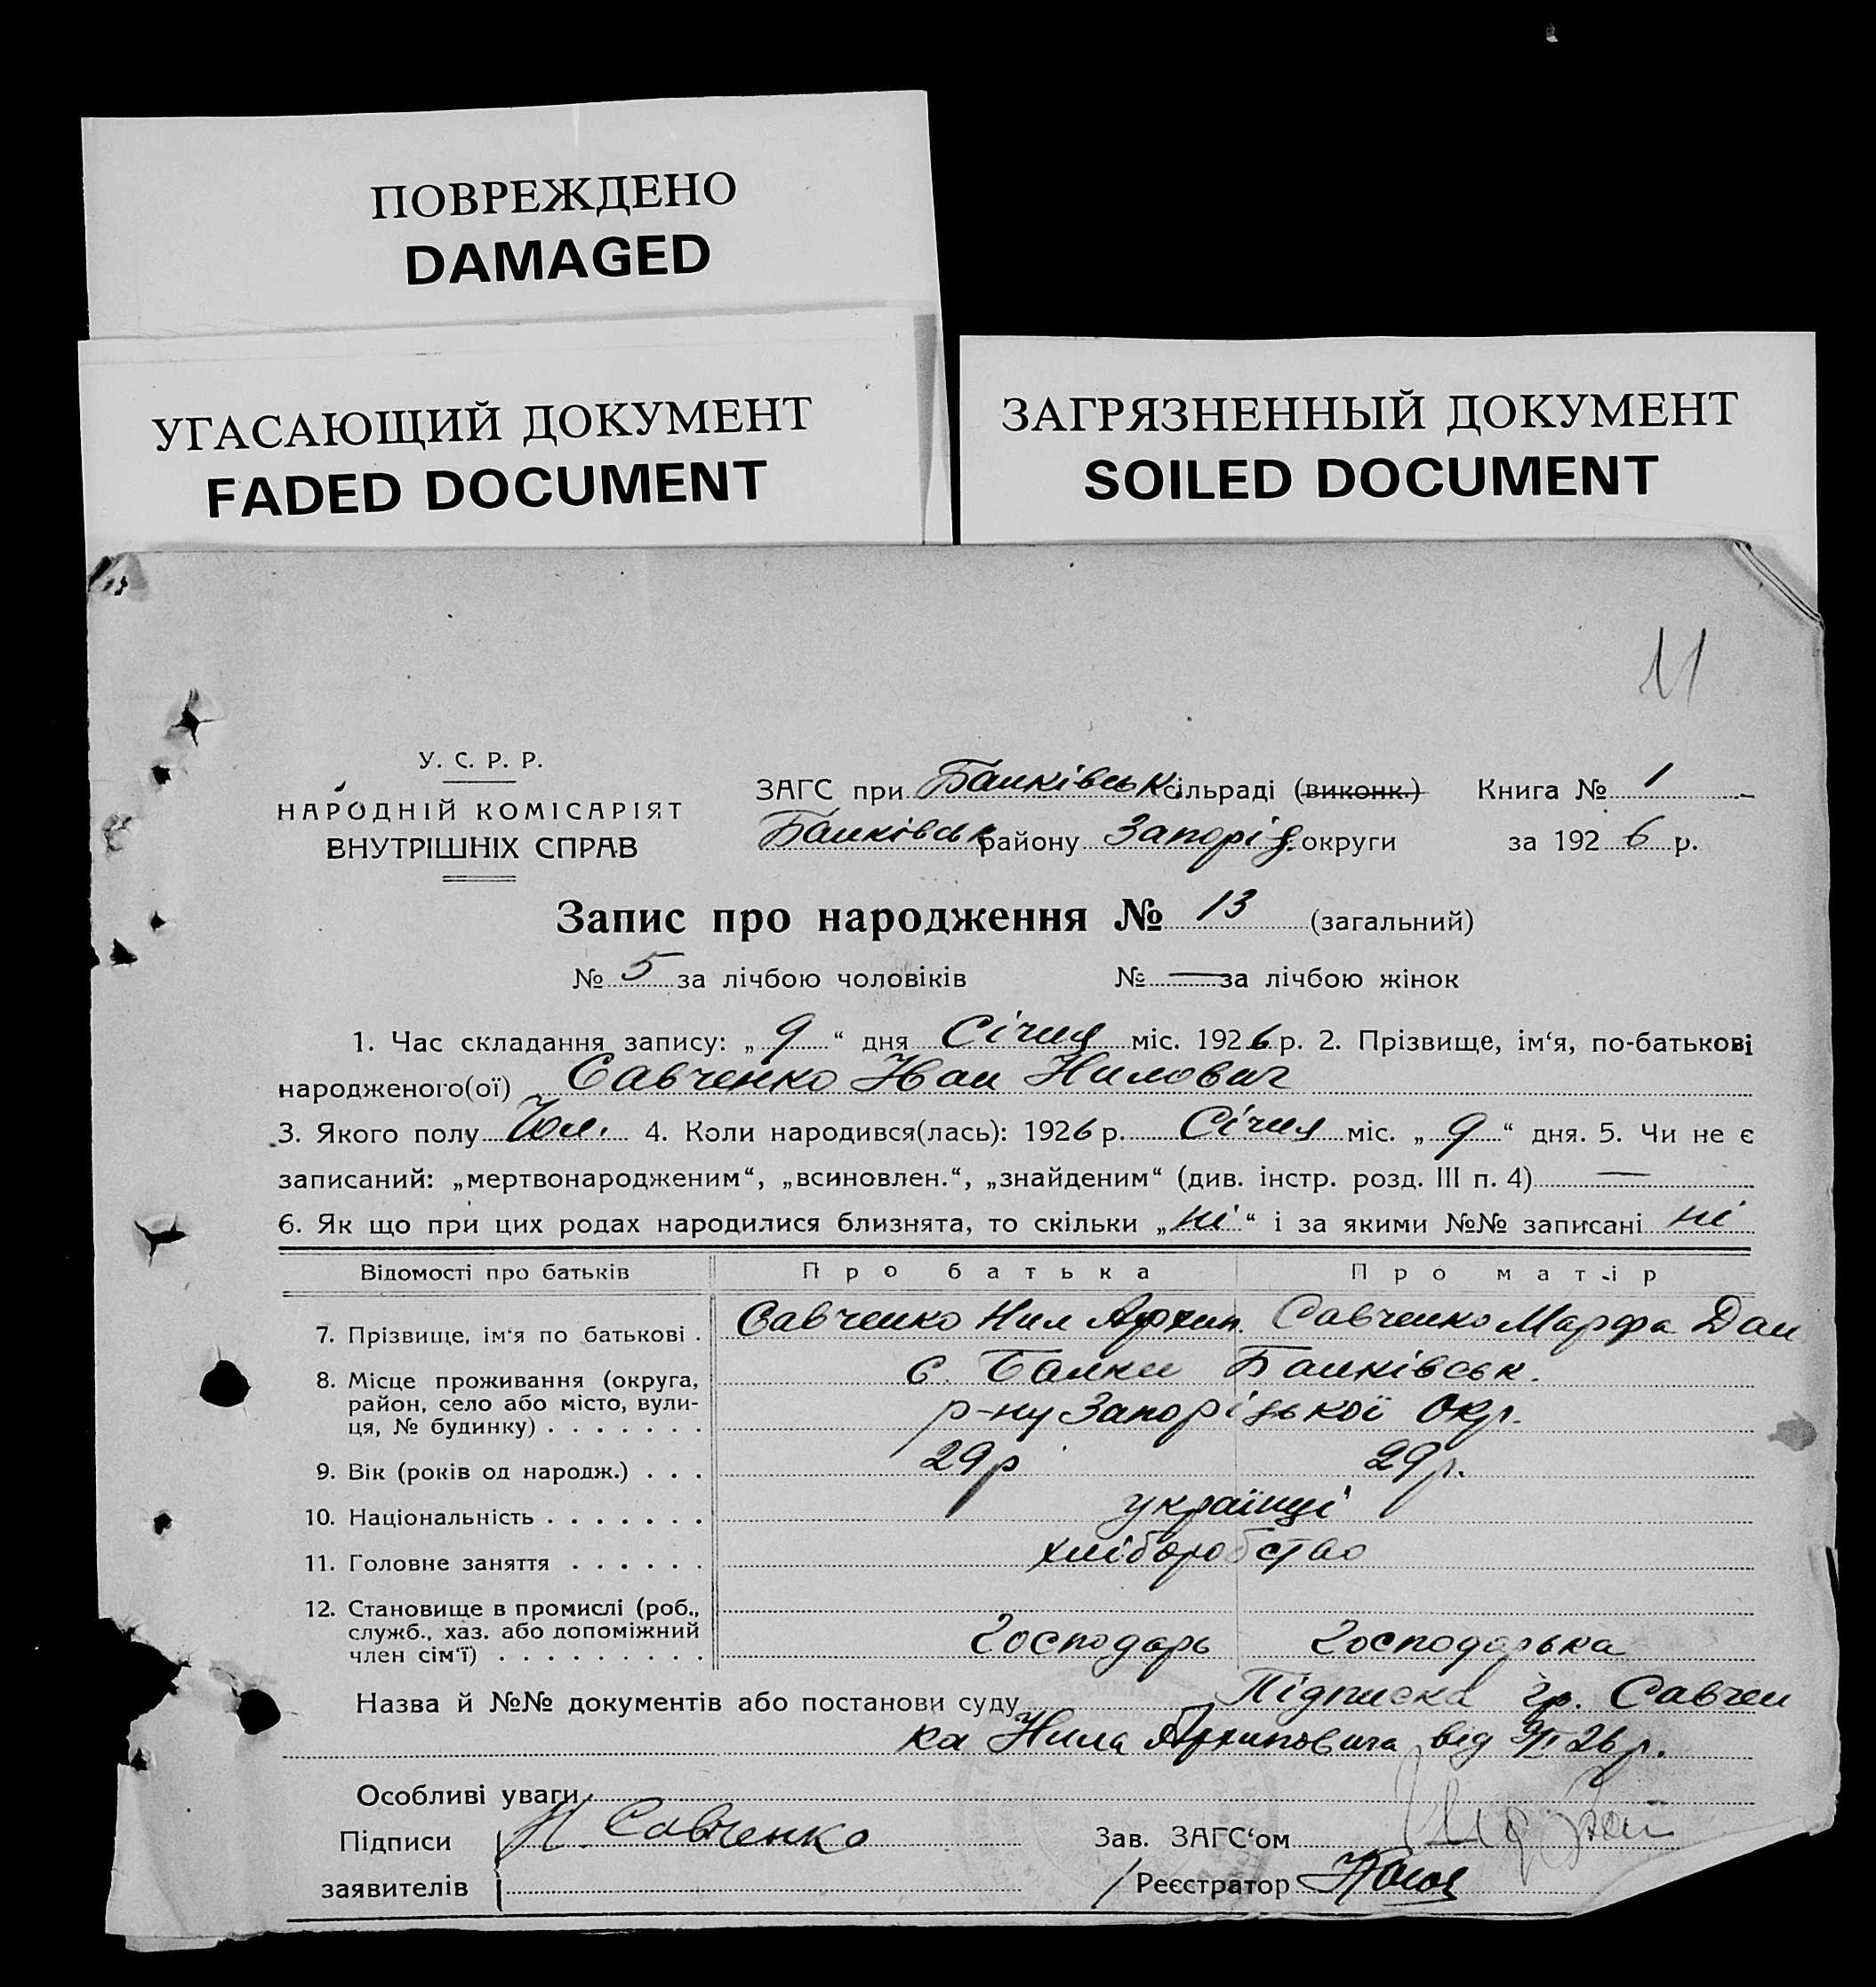 ПОВРЕЖДЕНО
DAMAGED
УГАСАЮЩИЙ ДОКУМЕНТ
FADED DOCUMENT
ЗАГРЯЗНЕННЫЙ ДОКУМЕНТ
SOILED DOCUMENT
11
У. С. Р. Р.
НАРОДНІЙ КОМІСАРІЯТ
ВНУТРІШНІХ СПРАВ
ЗАГС при Балківськ. сільраді (виконк.) Книга № 1
Балківськ району Запоріз. округи за 1926 р.
Запис про народження № 13 (загальний)
№ 5 за лічбою чоловіків № — за лічбою жінок
1. Час складання запису: „9“ дня Січня міс. 1926 р. 2. Прізвище, ім‘я, по-батькові
народженого(ої) Савченко Иван Нилович
3. Якого полу Чол. 4. Коли народився(лась): 1926 р. Січня міс. „9“ дня. 5. Чи не є
записаний: „мертвонародженим“, „всиновлен.“, „знайденим“ (див. інстр. розд. III п. 4) —
6. Як що при цих родах народилися близнята, то скільки „ні“ і за якими №№ записані ні
Відомості про батьків Про батька Про матір
7. Прізвище, ім‘я по батькові . Савченко Нил Архип. Савченко Марфа Дан
8. Місце проживання (округа, с. Балки Балківськ.
район, село або місто, вули-
ця, № будинку) . . . . . . . р-ну Запорізької Окр.
9. Вік (років од народж.) . . . 29 р 29 р.
10. Національність . . . . . . . українці
11. Головне заняття . . . . . . хліборобство
12. Становище в промислі (роб.,
служб., хаз. або допоміжний
член сім‘ї) . . . . . . . . . Господарь Господарька
Назва й №№ документів або постанови суду Підписка гр. Савчен
ка Нила Архиповича від 9/I 26 р.
Особливі уваги
Підписи Н. Савченко Зав. ЗАГС‘ом
заявителів Реєстратор